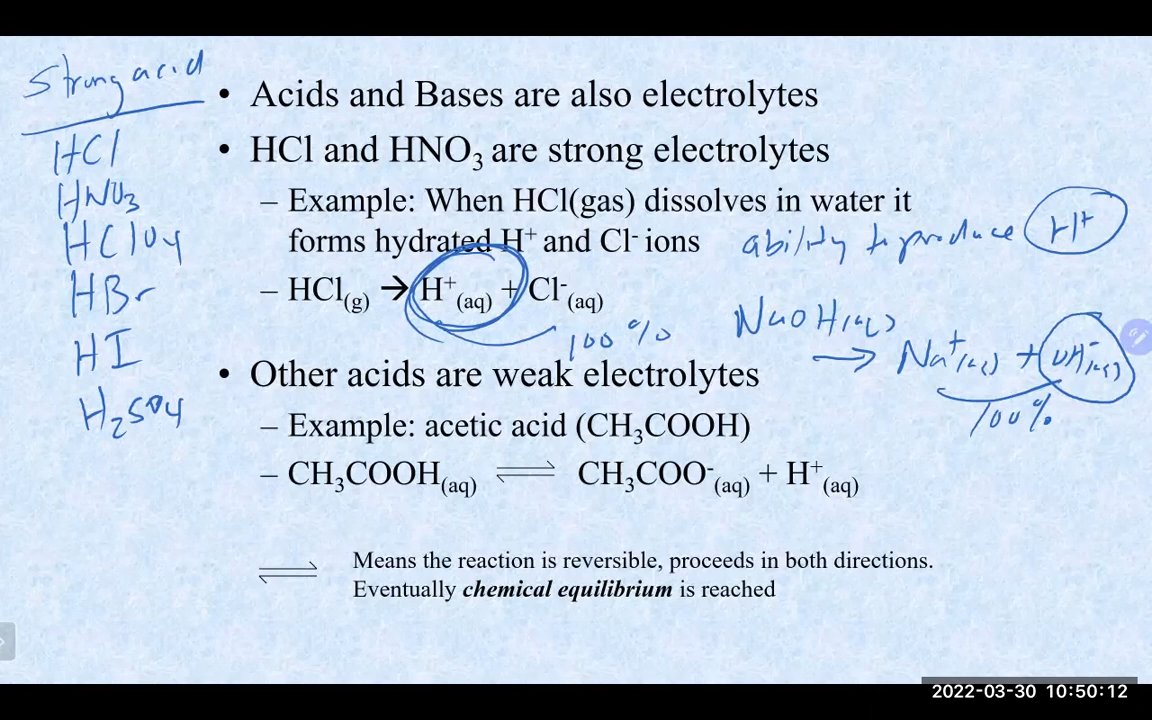 Strong acid
HCl
HNO3
HClO4
HBr
HI
H2SO4
• Acids and Bases are also electrolytes
• HCl and HNO3 are strong electrolytes
– Example: When HCl(gas) dissolves in water it
forms hydrated H+ and Cl- ions
ability to produce H+
– HCl(g) → H+(aq) + Cl-(aq)
100%
NaOH(aq)
→ Na+(aq) + OH-(aq)
100%
• Other acids are weak electrolytes
– Example: acetic acid (CH3COOH)
– CH3COOH(aq) ⇌ CH3COO-(aq) + H+(aq)
⇌ Means the reaction is reversible, proceeds in both directions.
Eventually chemical equilibrium is reached
2022-03-30 10:50:12